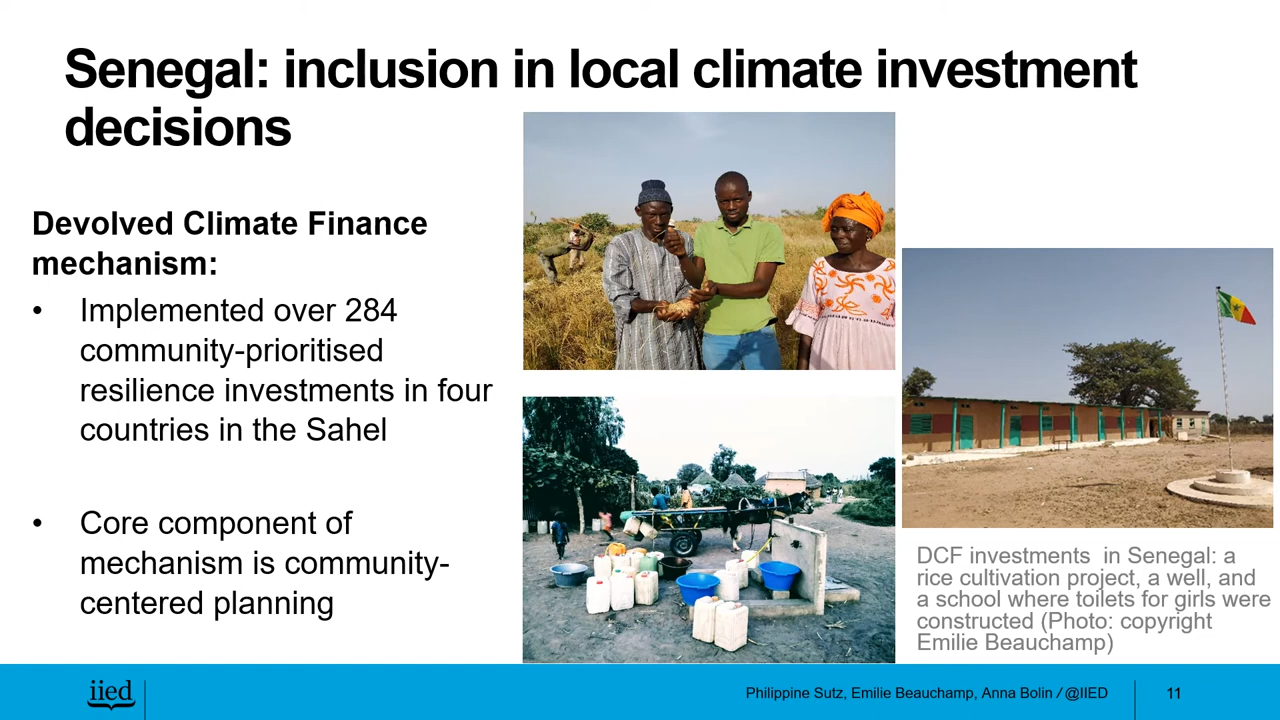 Senegal: inclusion in local climate investment
decisions
Devolved Climate Finance
mechanism:
• Implemented over 284
community-prioritised
resilience investments in four
countries in the Sahel
• Core component of
mechanism is community-
centered planning
DCF investments in Senegal: a
rice cultivation project, a well, and
a school where toilets for girls were
constructed (Photo: copyright
Emilie Beauchamp)
iied
Philippine Sutz, Emilie Beauchamp, Anna Bolin / @IIED
11